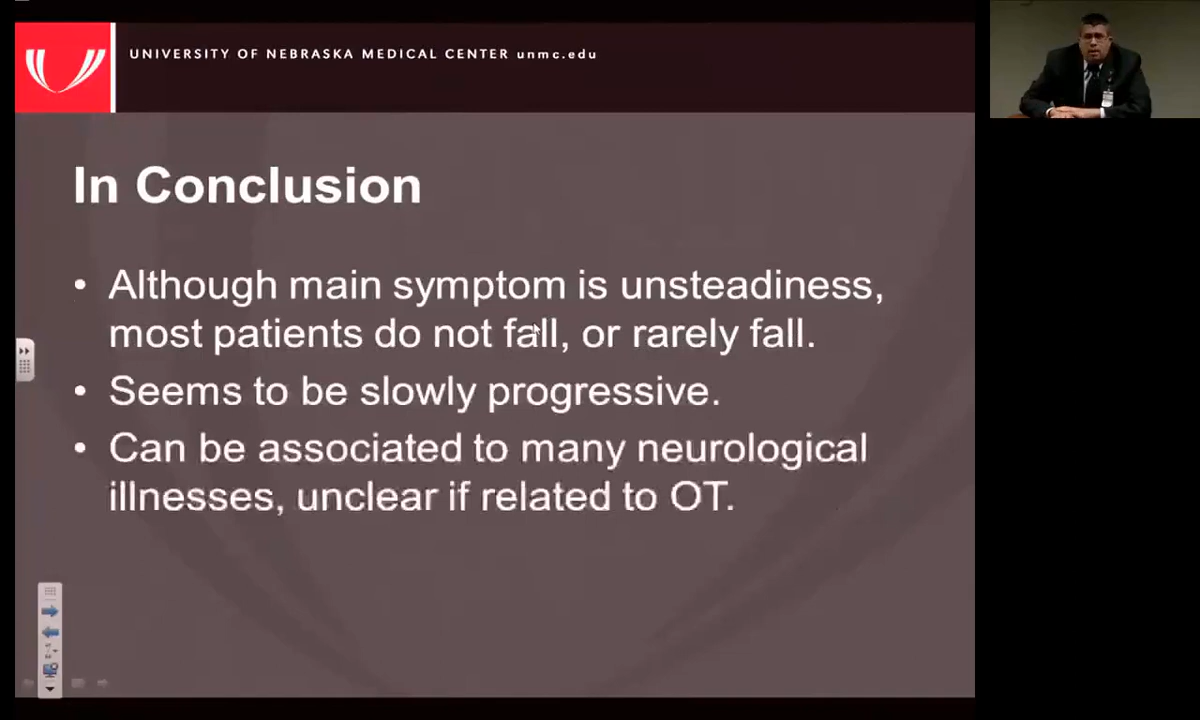 UNIVERSITY OF NEBRASKA MEDICAL CENTER unmc.edu
In Conclusion
• Although main symptom is unsteadiness,
most patients do not fall, or rarely fall.
• Seems to be slowly progressive.
• Can be associated to many neurological
illnesses, unclear if related to OT.